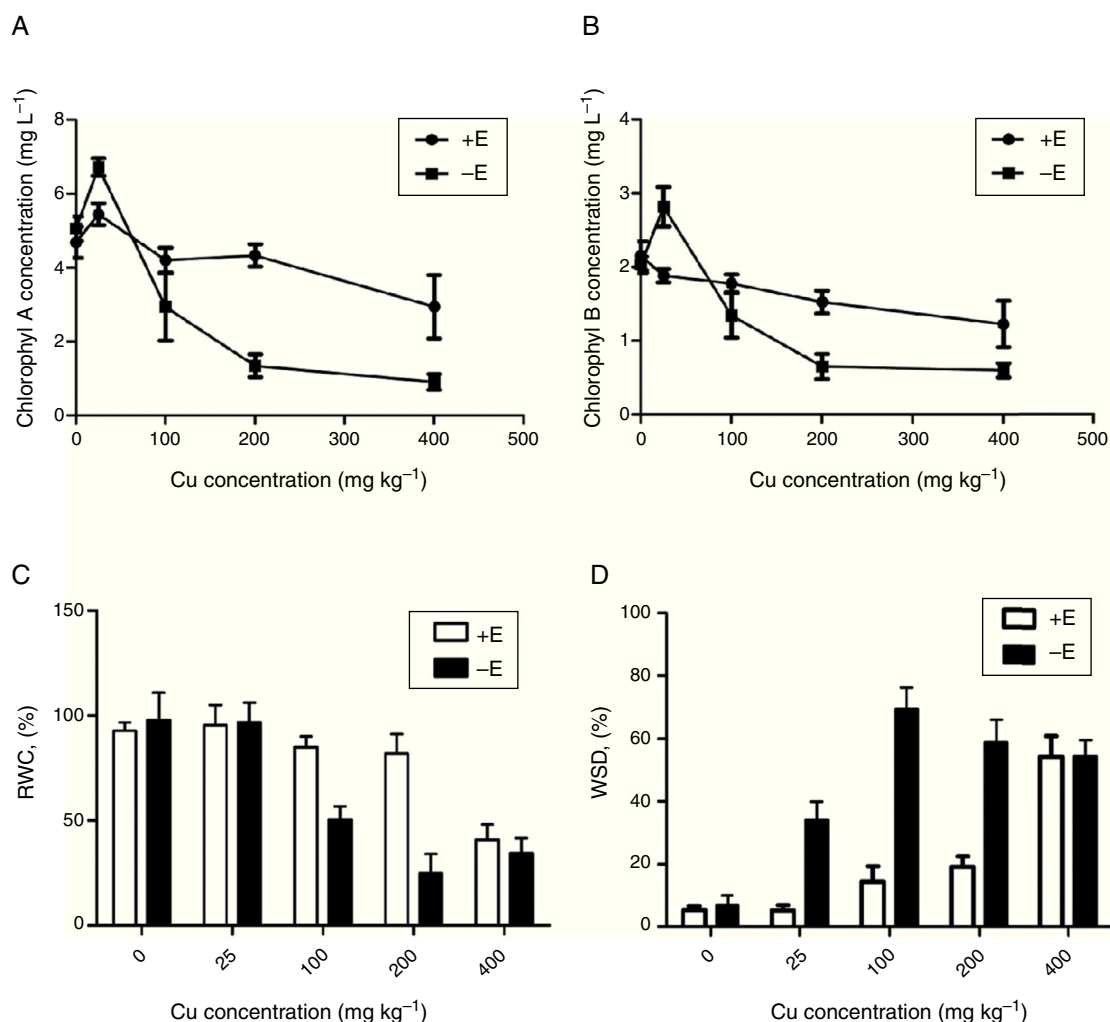 A
Chlorophyl A concentration (mg L⁻¹)
8
6
4
2
0
0 100 200 300 400 500
Cu concentration (mg kg⁻¹)
+E
–E
B
Chlorophyl B concentration (mg L⁻¹)
4
3
2
1
0
0 100 200 300 400 500
Cu concentration (mg kg⁻¹)
+E
–E
C
RWC, (%)
150
100
50
0
0 25 100 200 400
Cu concentration (mg kg⁻¹)
+E
–E
D
WSD, (%)
100
80
60
40
20
0
0 25 100 200 400
Cu concentration (mg kg⁻¹)
+E
–E